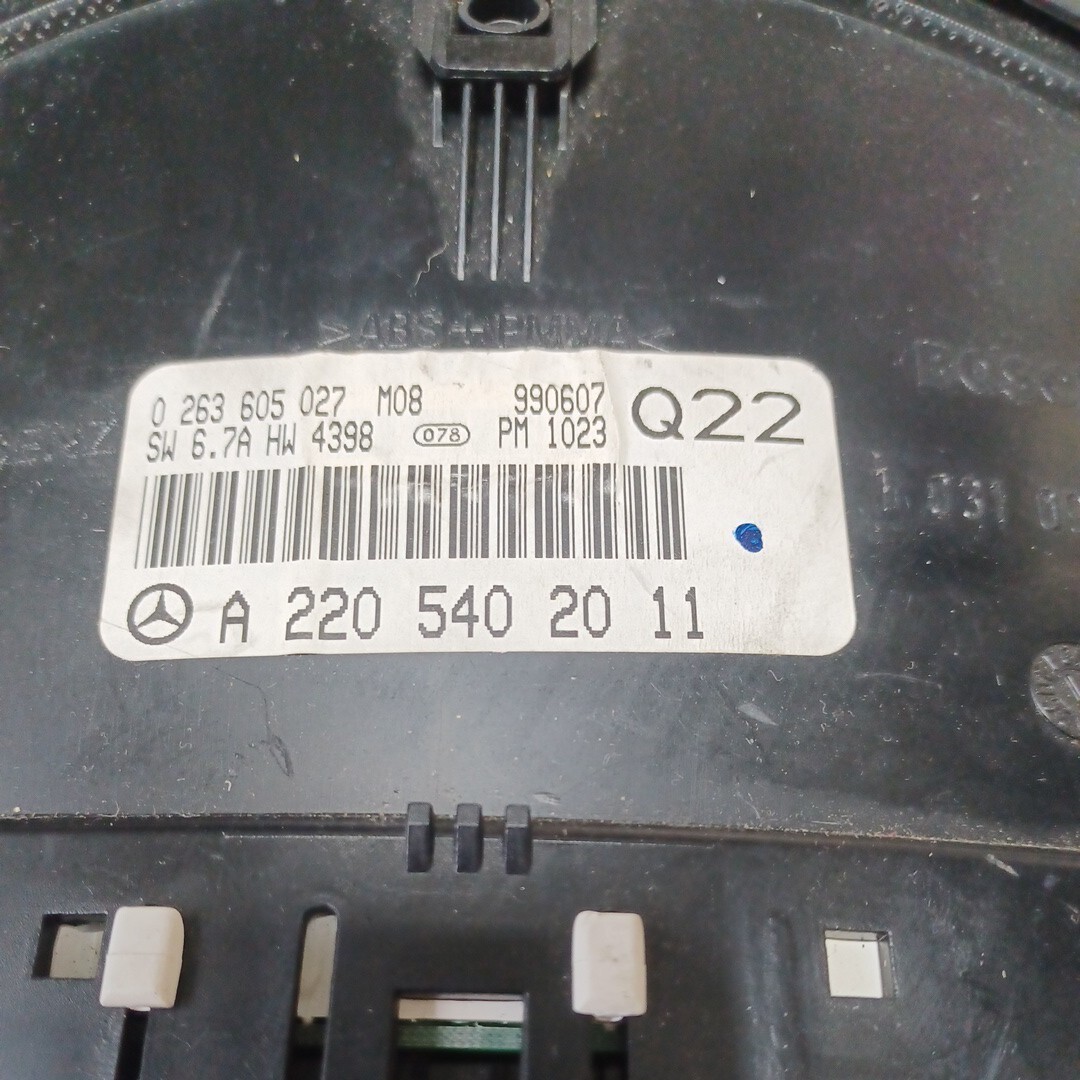 >ABS+PMMA<
0 263 605 027 M08 990607 Q22
SW 6.7A HW 4398 078 PM 1023
A 220 540 20 11